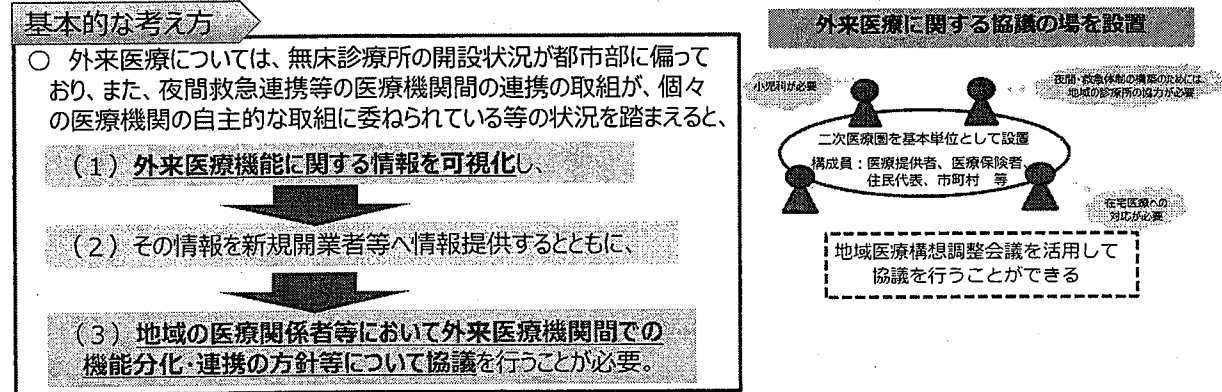 基本的な考え方
○ 外来医療については、無床診療所の開設状況が都市部に偏って
おり、また、夜間救急連携等の医療機関間の連携の取組が、個々
の医療機関の自主的な取組に委ねられている等の状況を踏まえると、
(1) 外来医療機能に関する情報を可視化し、
(2) その情報を新規開業者等へ情報提供するとともに、
(3) 地域の医療関係者等において外来医療機関間での
機能分化・連携の方針等について協議を行うことが必要。
外来医療に関する協議の場を設置
小児科が必要
夜間・救急体制の構築のためには、
地域の診療所の協力が必要
二次医療圏を基本単位として設置
構成員:医療提供者、医療保険者、
住民代表、市町村 等
在宅医療への
対応が必要
地域医療構想調整会議を活用して
協議を行うことができる